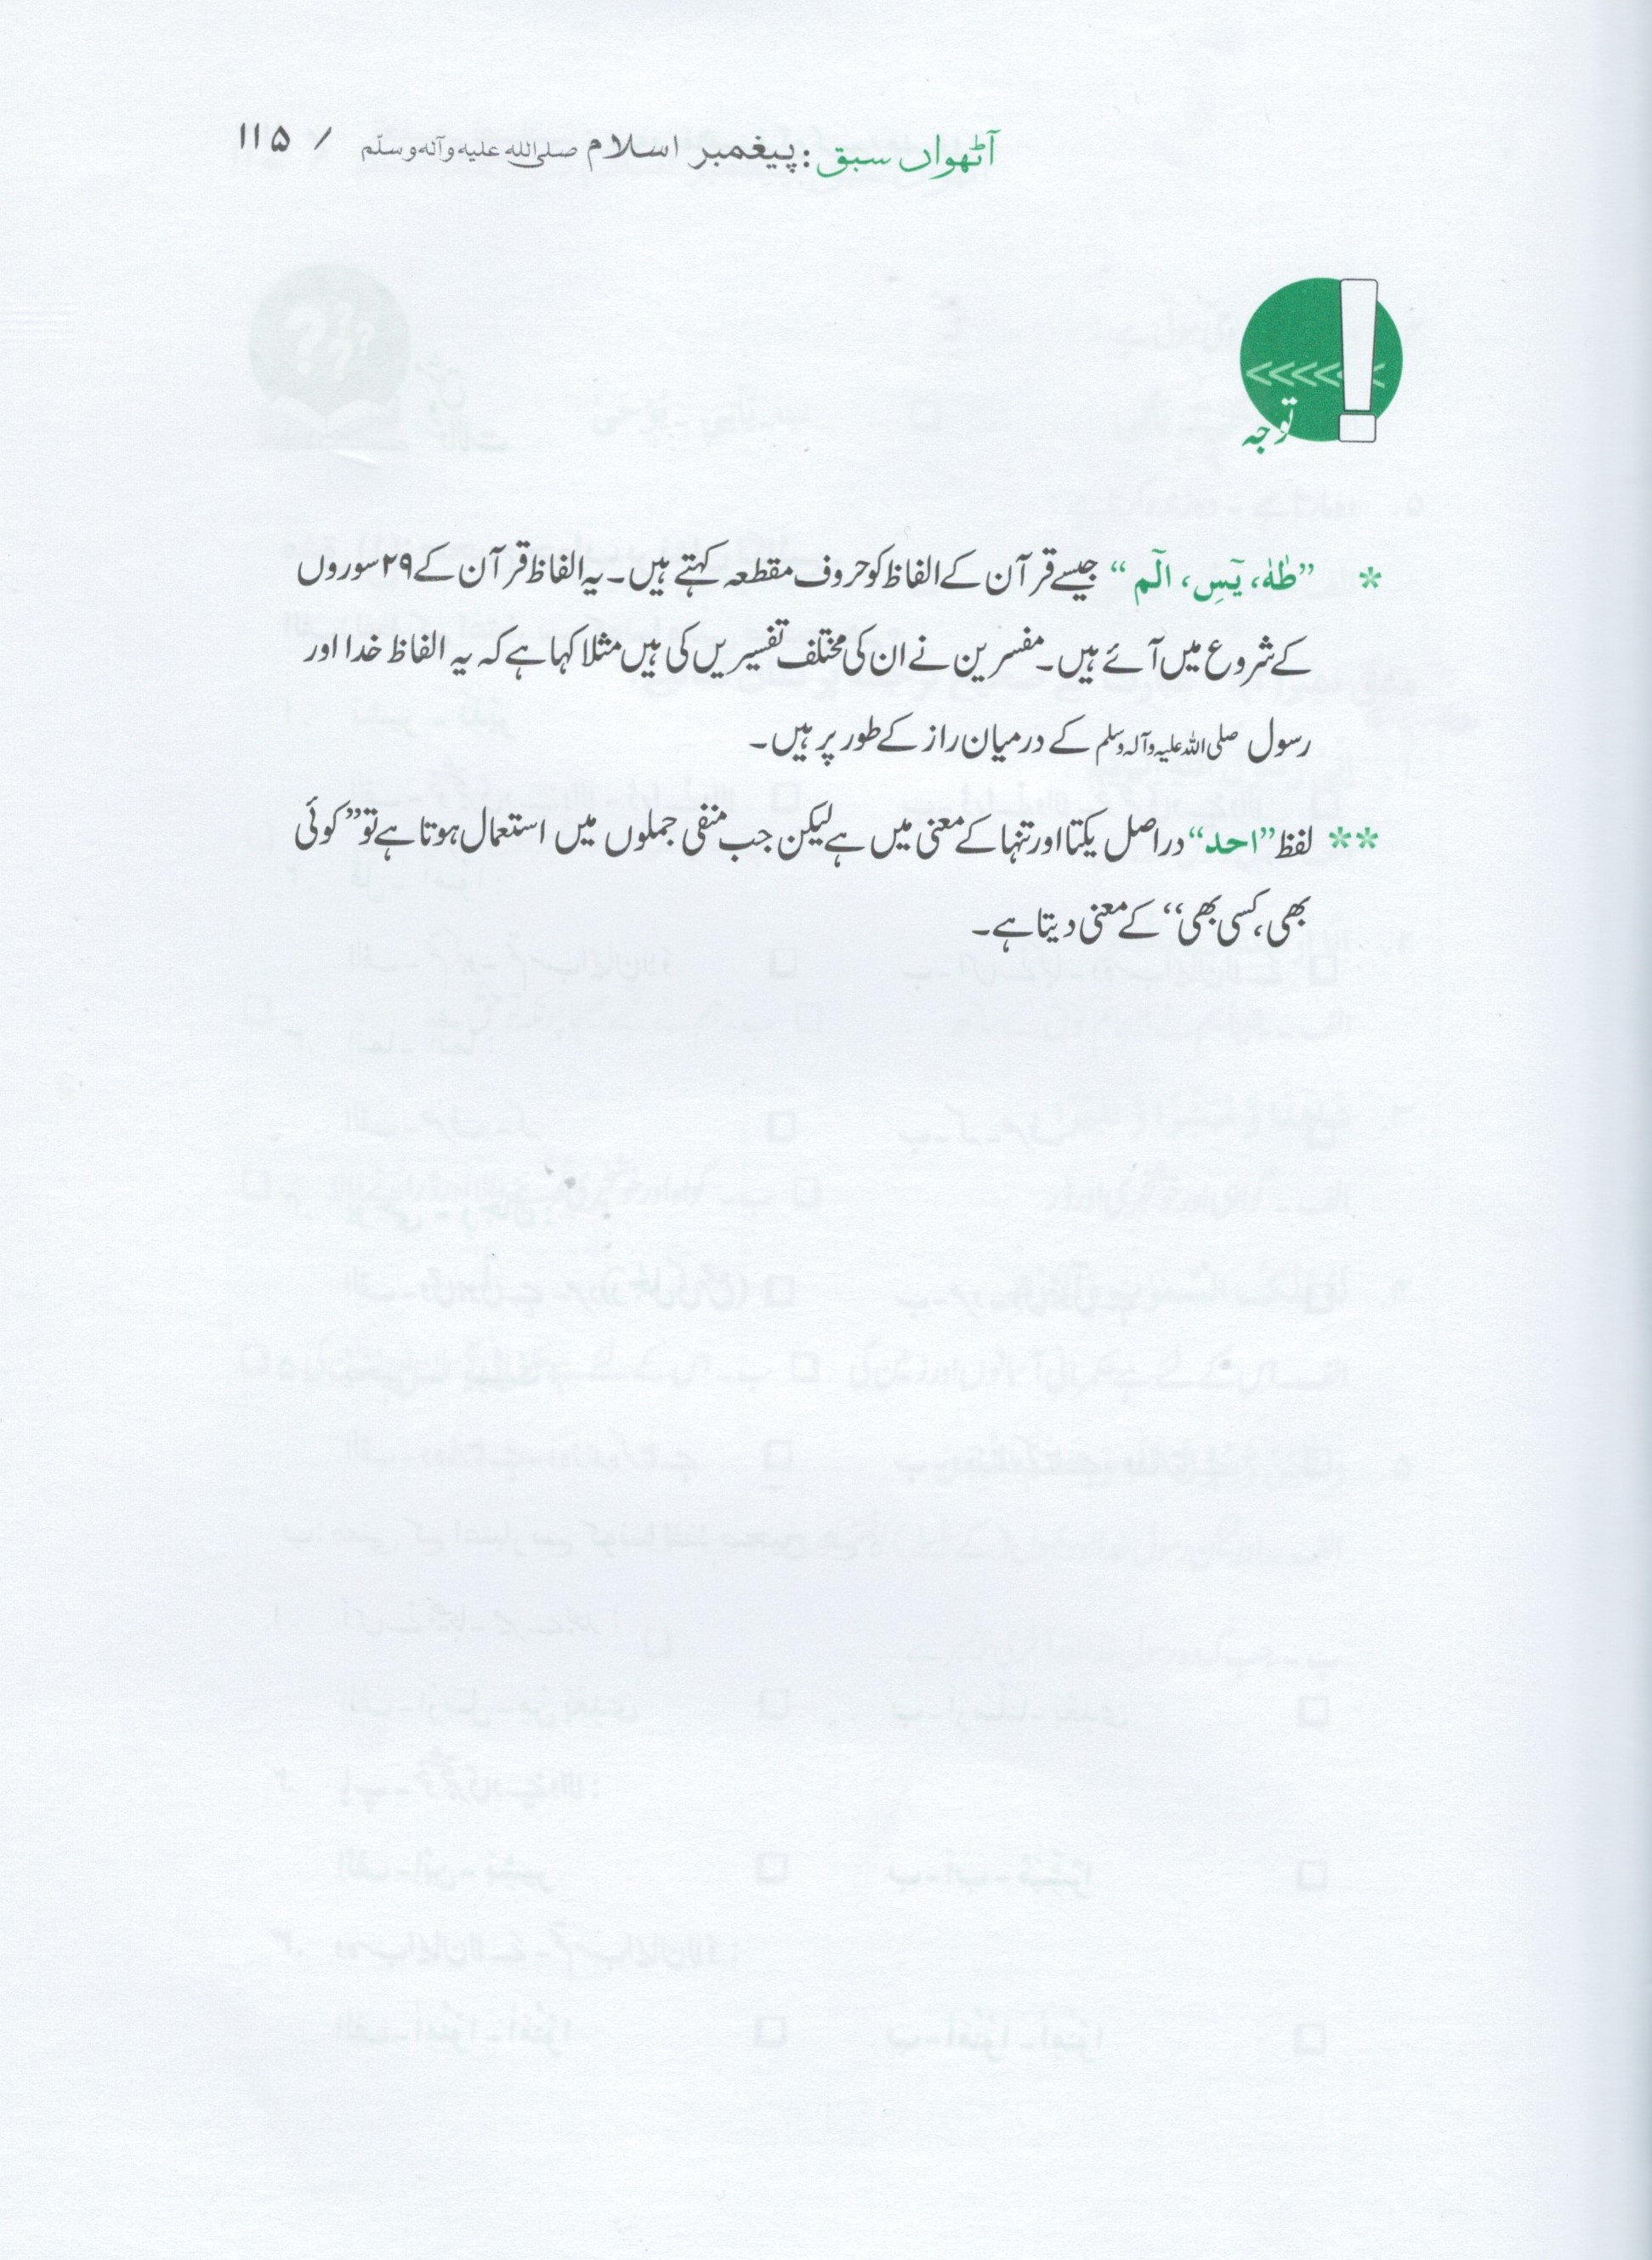 آٹھواں سبق: پیغمبر اسلام صلی‌الله علیه وآله وسلّم / ۱۱۵
توجہ
* ”طٰهٰ، یٓسٓ، الٓمٓ“ جیسے قرآن کے الفاظ کو حروف مقطعہ کہتے ہیں۔ یہ الفاظ قرآن کے ۲۹ سوروں
کے شروع میں آئے ہیں۔ مفسرین نے ان کی مختلف تفسیریں کی ہیں مثلا کہا ہے کہ یہ الفاظ خدا اور
رسول صلی اللہ علیہ وآلہ وسلم کے درمیان راز کے طور پر ہیں۔
** لفظ ”احد“ دراصل یکتا اور تنہا کے معنی میں ہے لیکن جب منفی جملوں میں استعمال ہوتا ہے تو ”کوئی
بھی، کسی بھی“ کے معنی دیتا ہے۔